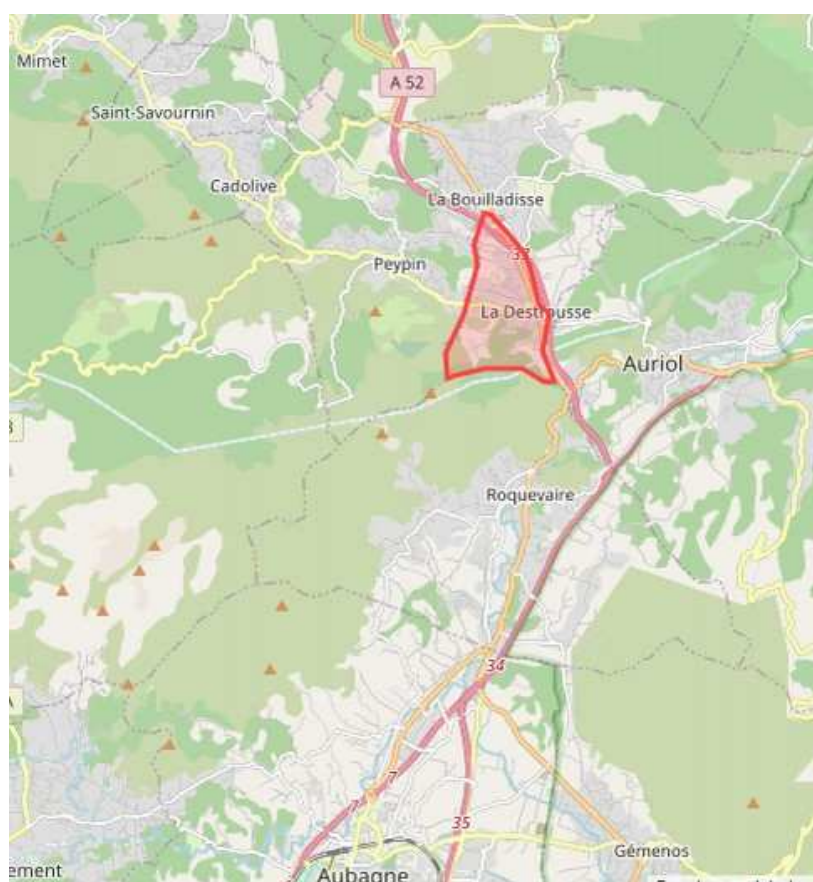 Mimet
A 52
Saint-Savournin
Cadolive
La Bouilladisse
33
Peypin
La Destrousse
Auriol
Roquevaire
34
7
35
Gémenos
ement
Aubagne